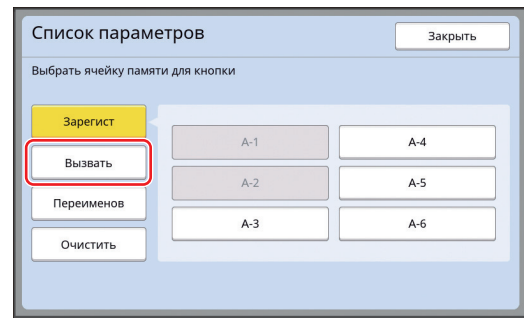 Список параметров
Закрыть
Выбрать ячейку памяти для кнопки
Зарегист
Вызвать
Переименов
Очистить
A-1
A-4
A-2
A-5
A-3
A-6